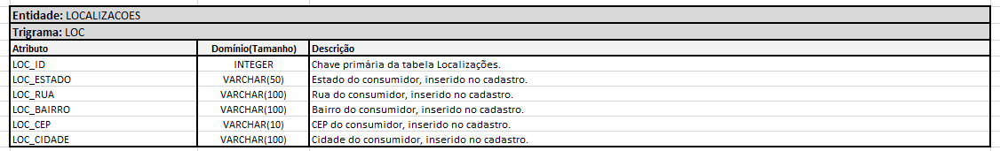 Entidade: LOCALIZACOES
Trigrama: LOC
Atributo Domínio(Tamanho) Descrição
LOC_ID INTEGER Chave primária da tabela Localizações.
LOC_ESTADO VARCHAR(50) Estado do consumidor, inserido no cadastro.
LOC_RUA VARCHAR(100) Rua do consumidor, inserido no cadastro.
LOC_BAIRRO VARCHAR(100) Bairro do consumidor, inserido no cadastro.
LOC_CEP VARCHAR(10) CEP do consumidor, inserido no cadastro.
LOC_CIDADE VARCHAR(100) Cidade do consumidor, inserido no cadastro.